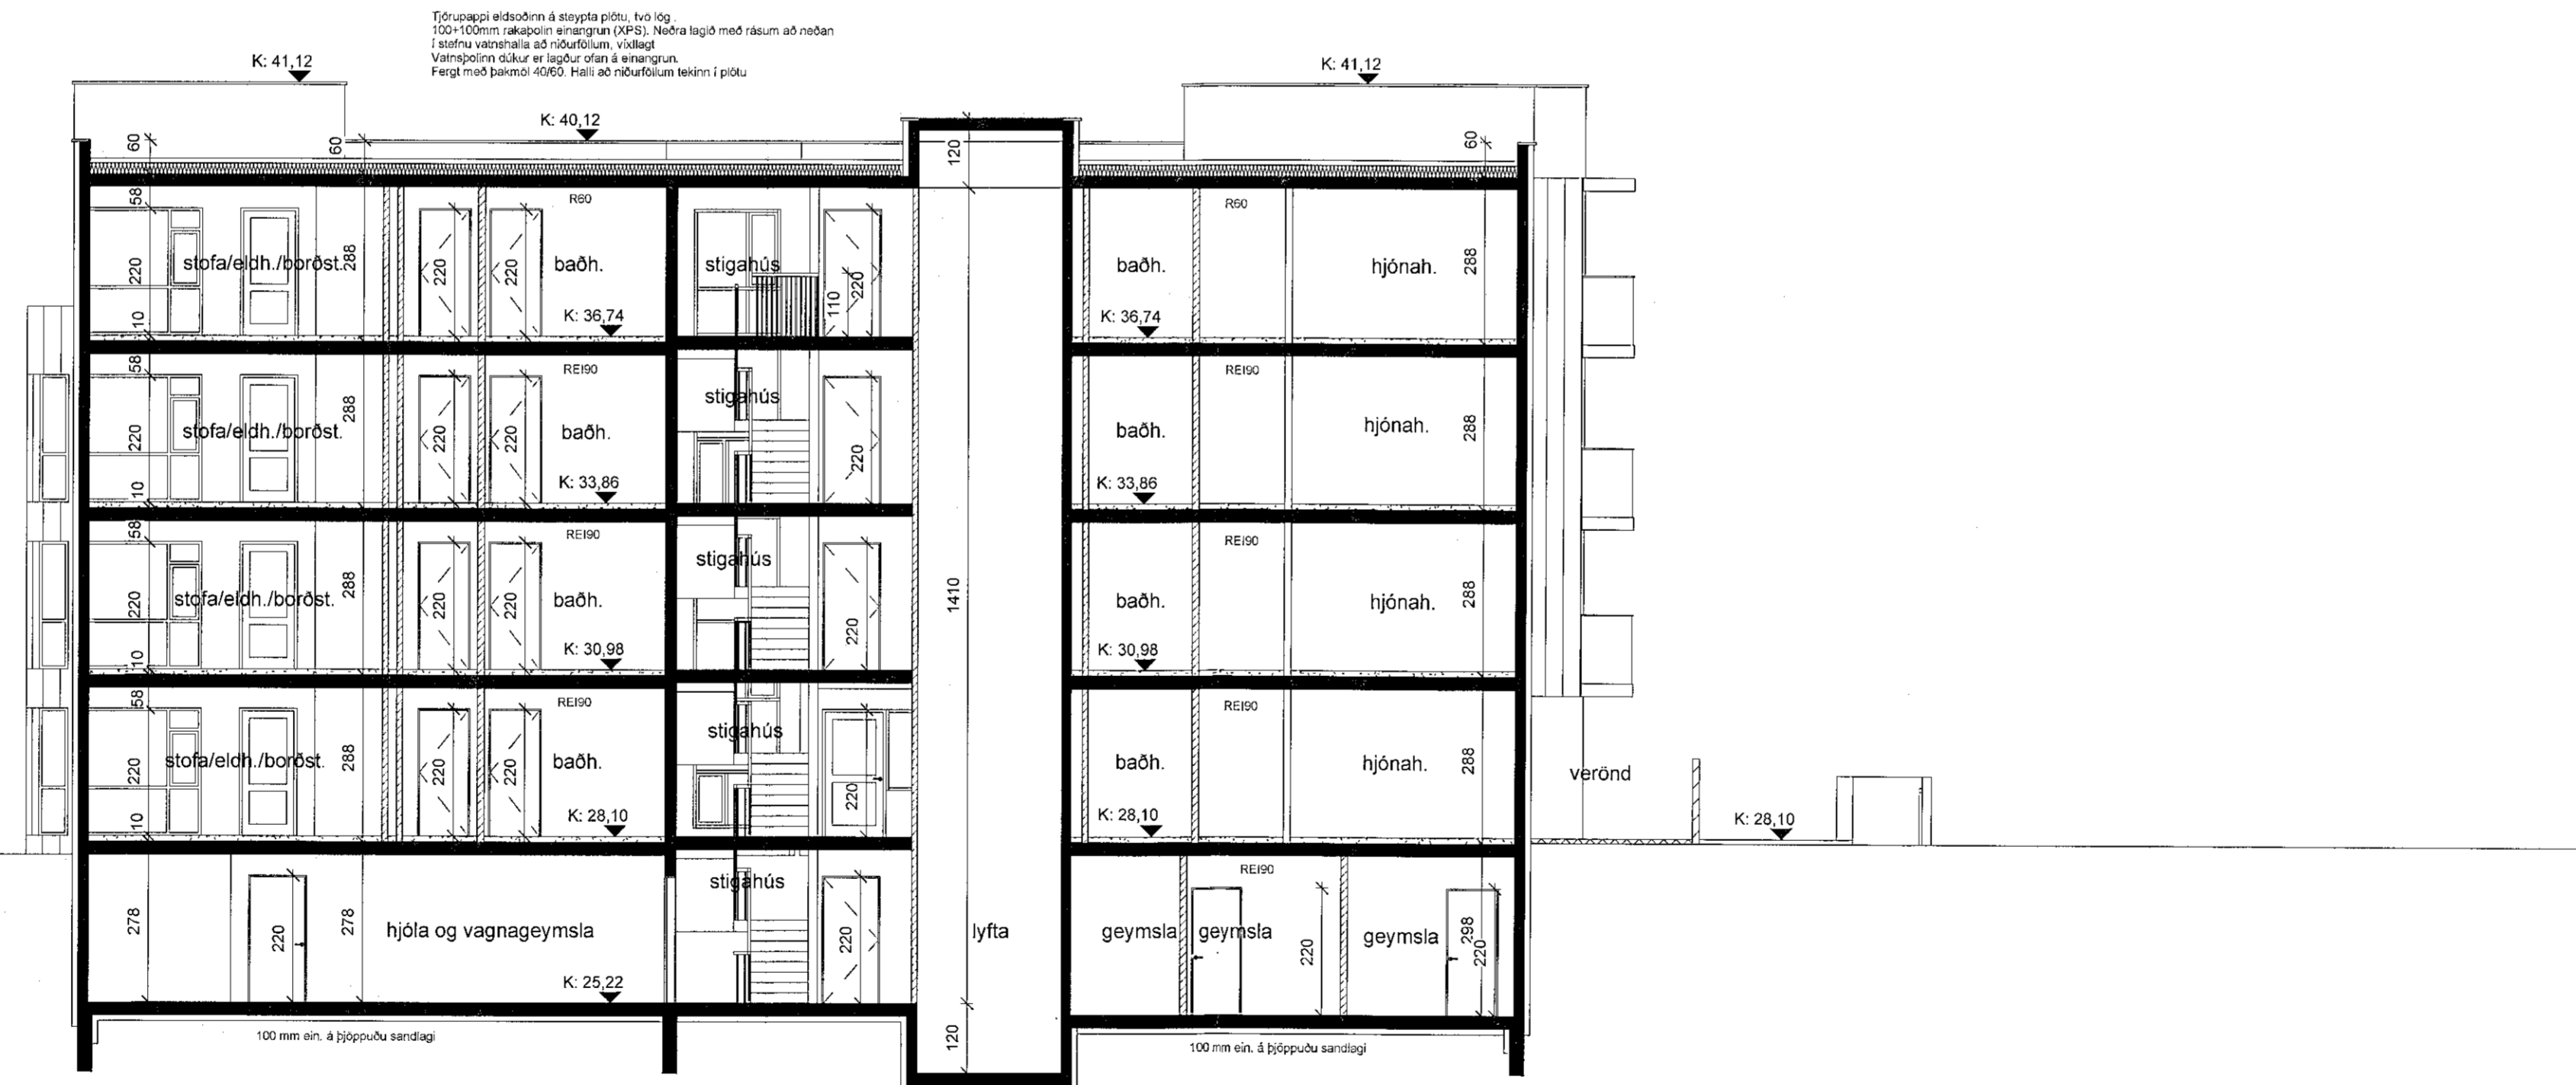 Tjörupappi eldsoðinn á steypta plötu, tvö lög .
100+100mm rakaþolin einangrun (XPS). Neðra lagið með rásum að neðan
í stefnu vatnshalla að niðurföllum, víxllagt
Vatnsþolinn dúkur er lagður ofan á einangrun.
Fergt með þakmöl 40/60. Halli að niðurföllum tekinn í plötu
K: 41,12
K: 41,12
K: 40,12
60
60
120
60
58
R60
R60
220
stofa/eldh./borðst.
288
220
220
baðh.
stigahús
110
220
baðh.
hjónah.
288
10
K: 36,74
K: 36,74
58
REI90
REI90
220
stofa/eldh./borðst.
288
220
220
baðh.
stigahús
220
baðh.
hjónah.
288
10
K: 33,86
K: 33,86
58
REI90
REI90
220
stofa/eldh./borðst.
288
220
220
baðh.
stigahús
220
1410
baðh.
hjónah.
288
10
K: 30,98
K: 30,98
58
REI90
REI90
220
stofa/eldh./borðst.
288
220
220
baðh.
stigahús
220
baðh.
hjónah.
288
verönd
10
K: 28,10
K: 28,10
K: 28,10
REI90
278
220
278
hjóla og vagnageymsla
stigahús
220
lyfta
geymsla
geymsla
220
geymsla
298
220
K: 25,22
100 mm ein. á þjöppuðu sandlagi
120
100 mm ein. á þjöppuðu sandlagi